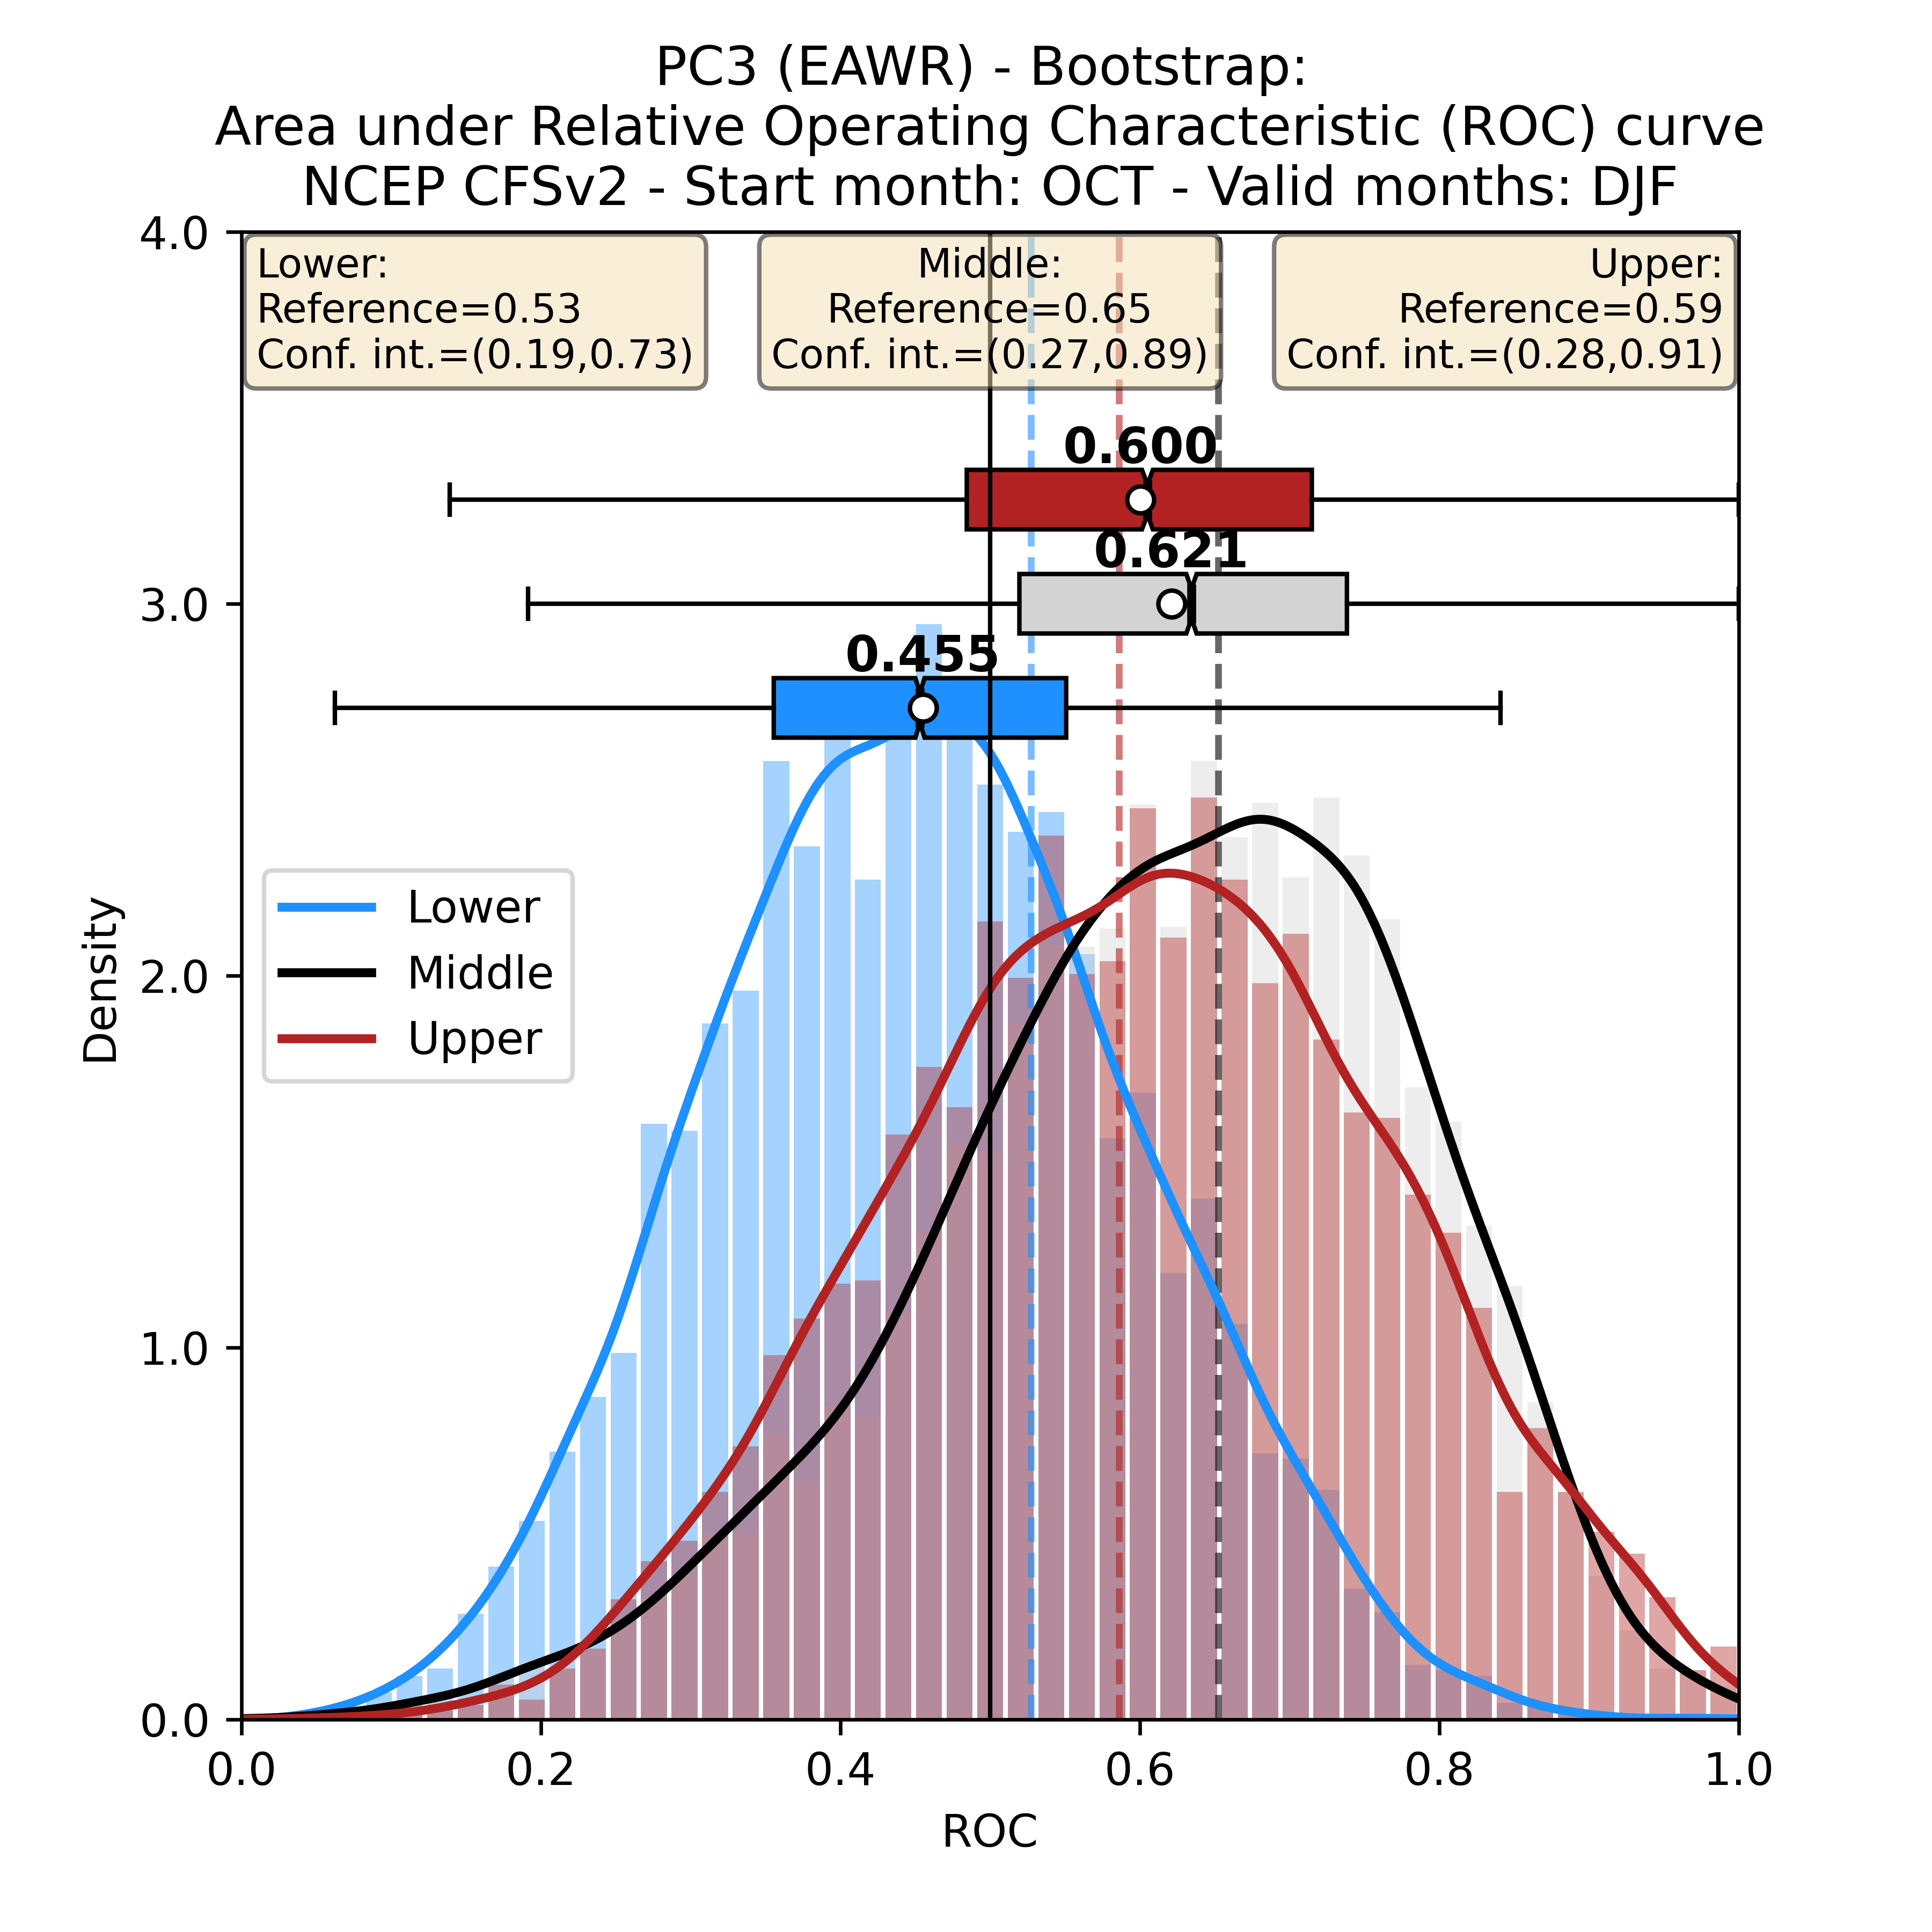 PC3 (EAWR) - Bootstrap:
Area under Relative Operating Characteristic (ROC) curve
NCEP CFSv2 - Start month: OCT - Valid months: DJF
4.0
3.0
2.0
1.0
0.0
Density
Lower:
Reference=0.53
Conf. int.=(0.19,0.73)
Middle:
Reference=0.65
Conf. int.=(0.27,0.89)
Upper:
Reference=0.59
Conf. int.=(0.28,0.91)
0.600
0.621
0.455
Lower
Middle
Upper
0.0 0.2 0.4 0.6 0.8 1.0
ROC